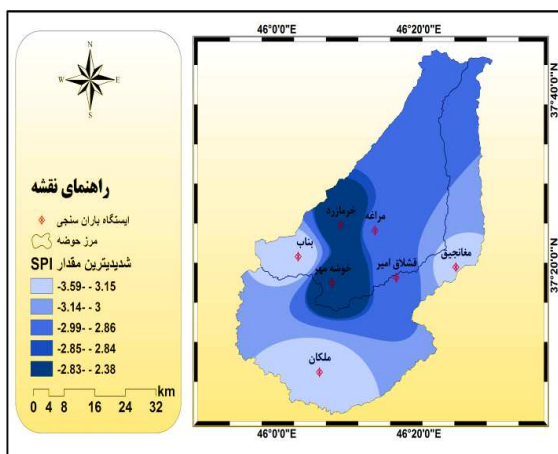 N
W E
S
راهنمای نقشه
ایستگاه باران سنجی
مرز حوضه
شدیدترین مقدار SPI
-3.59- - 3.15
-3.14- - 3
-2.99- - 2.86
-2.85- - 2.84
-2.83- - 2.38
km
0 4 8 16 24 32
46°0'0"E 46°20'0"E
37°40'0"N
خرمازرد
مراغه
بناب
مغانجیق
37°20'0"N
قشلاق امیر
خوشه مهر
ملکان
46°0'0"E 46°20'0"E